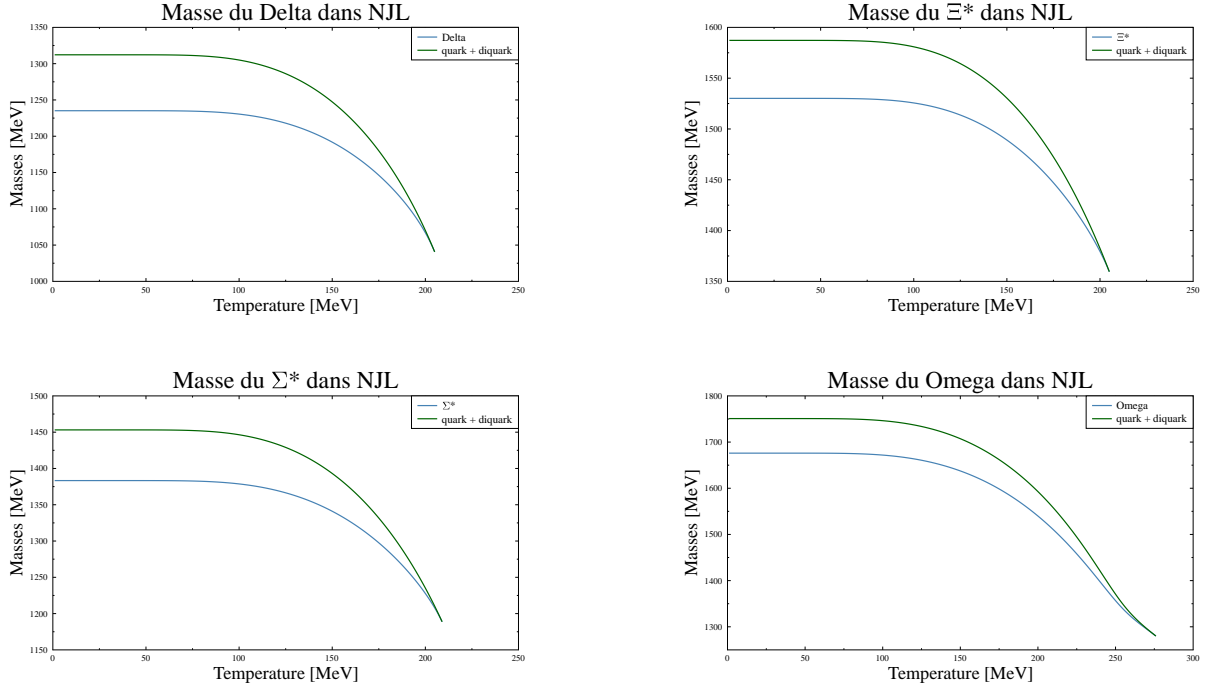 Masse du Delta dans NJL
Masses [MeV]
1350
1300
1250
1200
1150
1100
1050
1000
Delta
quark + diquark
0 50 100 150 200 250
Temperature [MeV]
Masse du Ξ* dans NJL
Masses [MeV]
1600
1550
1500
1450
1400
1350
Ξ*
quark + diquark
0 50 100 150 200 250
Temperature [MeV]
Masse du Σ* dans NJL
Masses [MeV]
1500
1450
1400
1350
1300
1250
1200
1150
Σ*
quark + diquark
0 50 100 150 200 250
Temperature [MeV]
Masse du Omega dans NJL
Masses [MeV]
1800
1700
1600
1500
1400
1300
Omega
quark + diquark
0 50 100 150 200 250 300
Temperature [MeV]